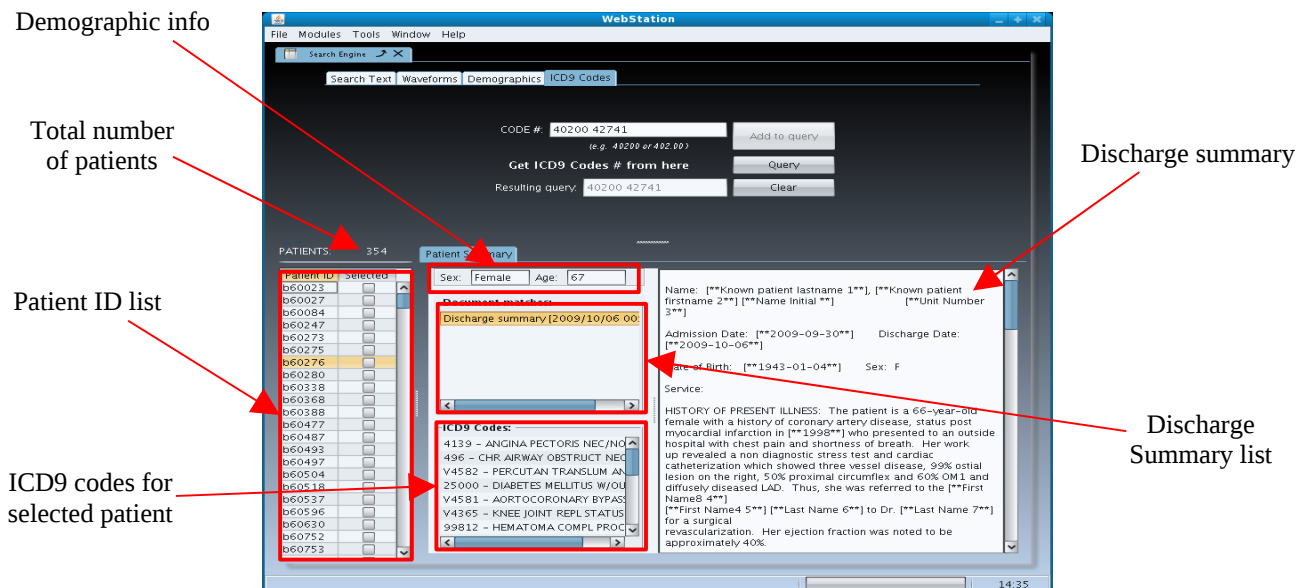 Demographic info
Total number
of patients
Patient ID list
ICD9 codes for
selected patient
WebStation
File Modules Tools Window Help
Search Engine
Search Text Waveforms Demographics ICD9 Codes
CODE #: 40200 42741 Add to query
(e.g. 40200 or 402.00)
Get ICD9 Codes # from here Query
Resulting query: 40200 42741 Clear
PATIENTS: 354
Patient ID Selected
b60023
b60027
b60084
b60247
b60273
b60275
b60276
b60280
b60338
b60368
b60388
b60477
b60487
b60493
b60497
b60504
b60518
b60537
b60596
b60630
b60752
b60753
Patient Summary
Sex: Female Age: 67
Document matches:
Discharge summary [2009/10/06 00:
ICD9 Codes:
4139 – ANGINA PECTORIS NEC/NO
496 – CHR AIRWAY OBSTRUCT NEC
V4582 – PERCUTAN TRANSLUM AN
25000 – DIABETES MELLITUS W/OU
V4581 – AORTOCORONARY BYPASS
V4365 – KNEE JOINT REPL STATUS
99812 – HEMATOMA COMPL PROC
Name: [**Known patient lastname 1**], [**Known patient
firstname 2**] [**Name Initial **] [**Unit Number
3**]
Admission Date: [**2009-09-30**] Discharge Date:
[**2009-10-06**]
Date of Birth: [**1943-01-04**] Sex: F
Service:
HISTORY OF PRESENT ILLNESS: The patient is a 66-year-old
female with a history of coronary artery disease, status post
myocardial infarction in [**1998**] who presented to an outside
hospital with chest pain and shortness of breath. Her work
up revealed a non diagnostic stress test and cardiac
catheterization which showed three vessel disease, 99% ostial
lesion on the right, 50% proximal circumflex and 60% OM1 and
diffusely diseased LAD. Thus, she was referred to the [**First
Name8 4**]
[**First Name4 5**] [**Last Name 6**] to Dr. [**Last Name 7**]
for a surgical
revascularization. Her ejection fraction was noted to be
approximately 40%.
14:35
Discharge summary
Discharge
Summary list